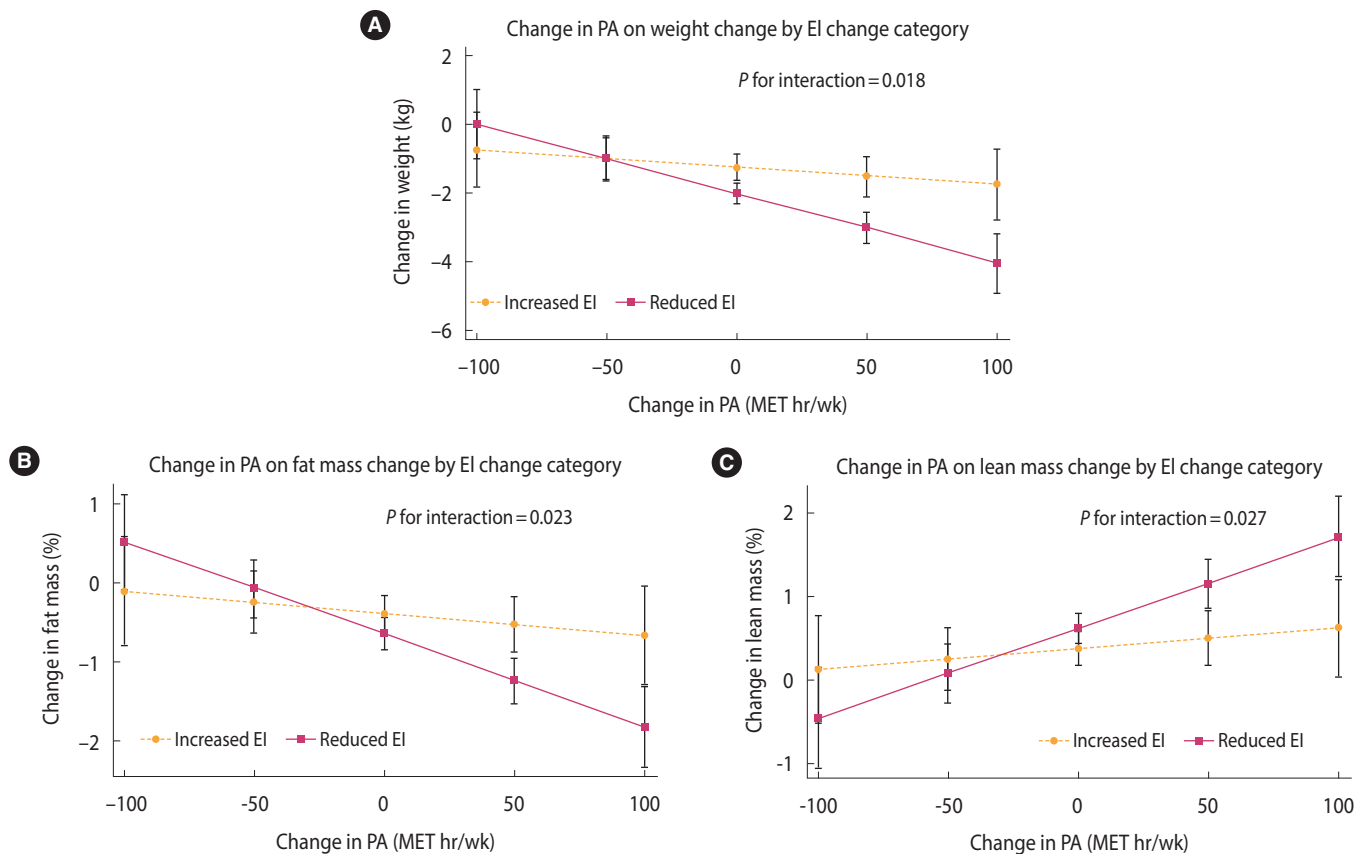 A
Change in PA on weight change by EI change category
P for interaction = 0.018
Change in weight (kg)
2
0
–2
–4
–6
Increased EI
Reduced EI
–100
–50
0
50
100
Change in PA (MET hr/wk)
B
Change in PA on fat mass change by EI change category
P for interaction = 0.023
Change in fat mass (%)
1
0
–1
–2
Increased EI
Reduced EI
–100
-50
0
50
100
Change in PA (MET hr/wk)
C
Change in PA on lean mass change by EI change category
P for interaction = 0.027
Change in lean mass (%)
2
1
0
-1
Increased EI
Reduced EI
-100
-50
0
50
100
Change in PA (MET hr/wk)